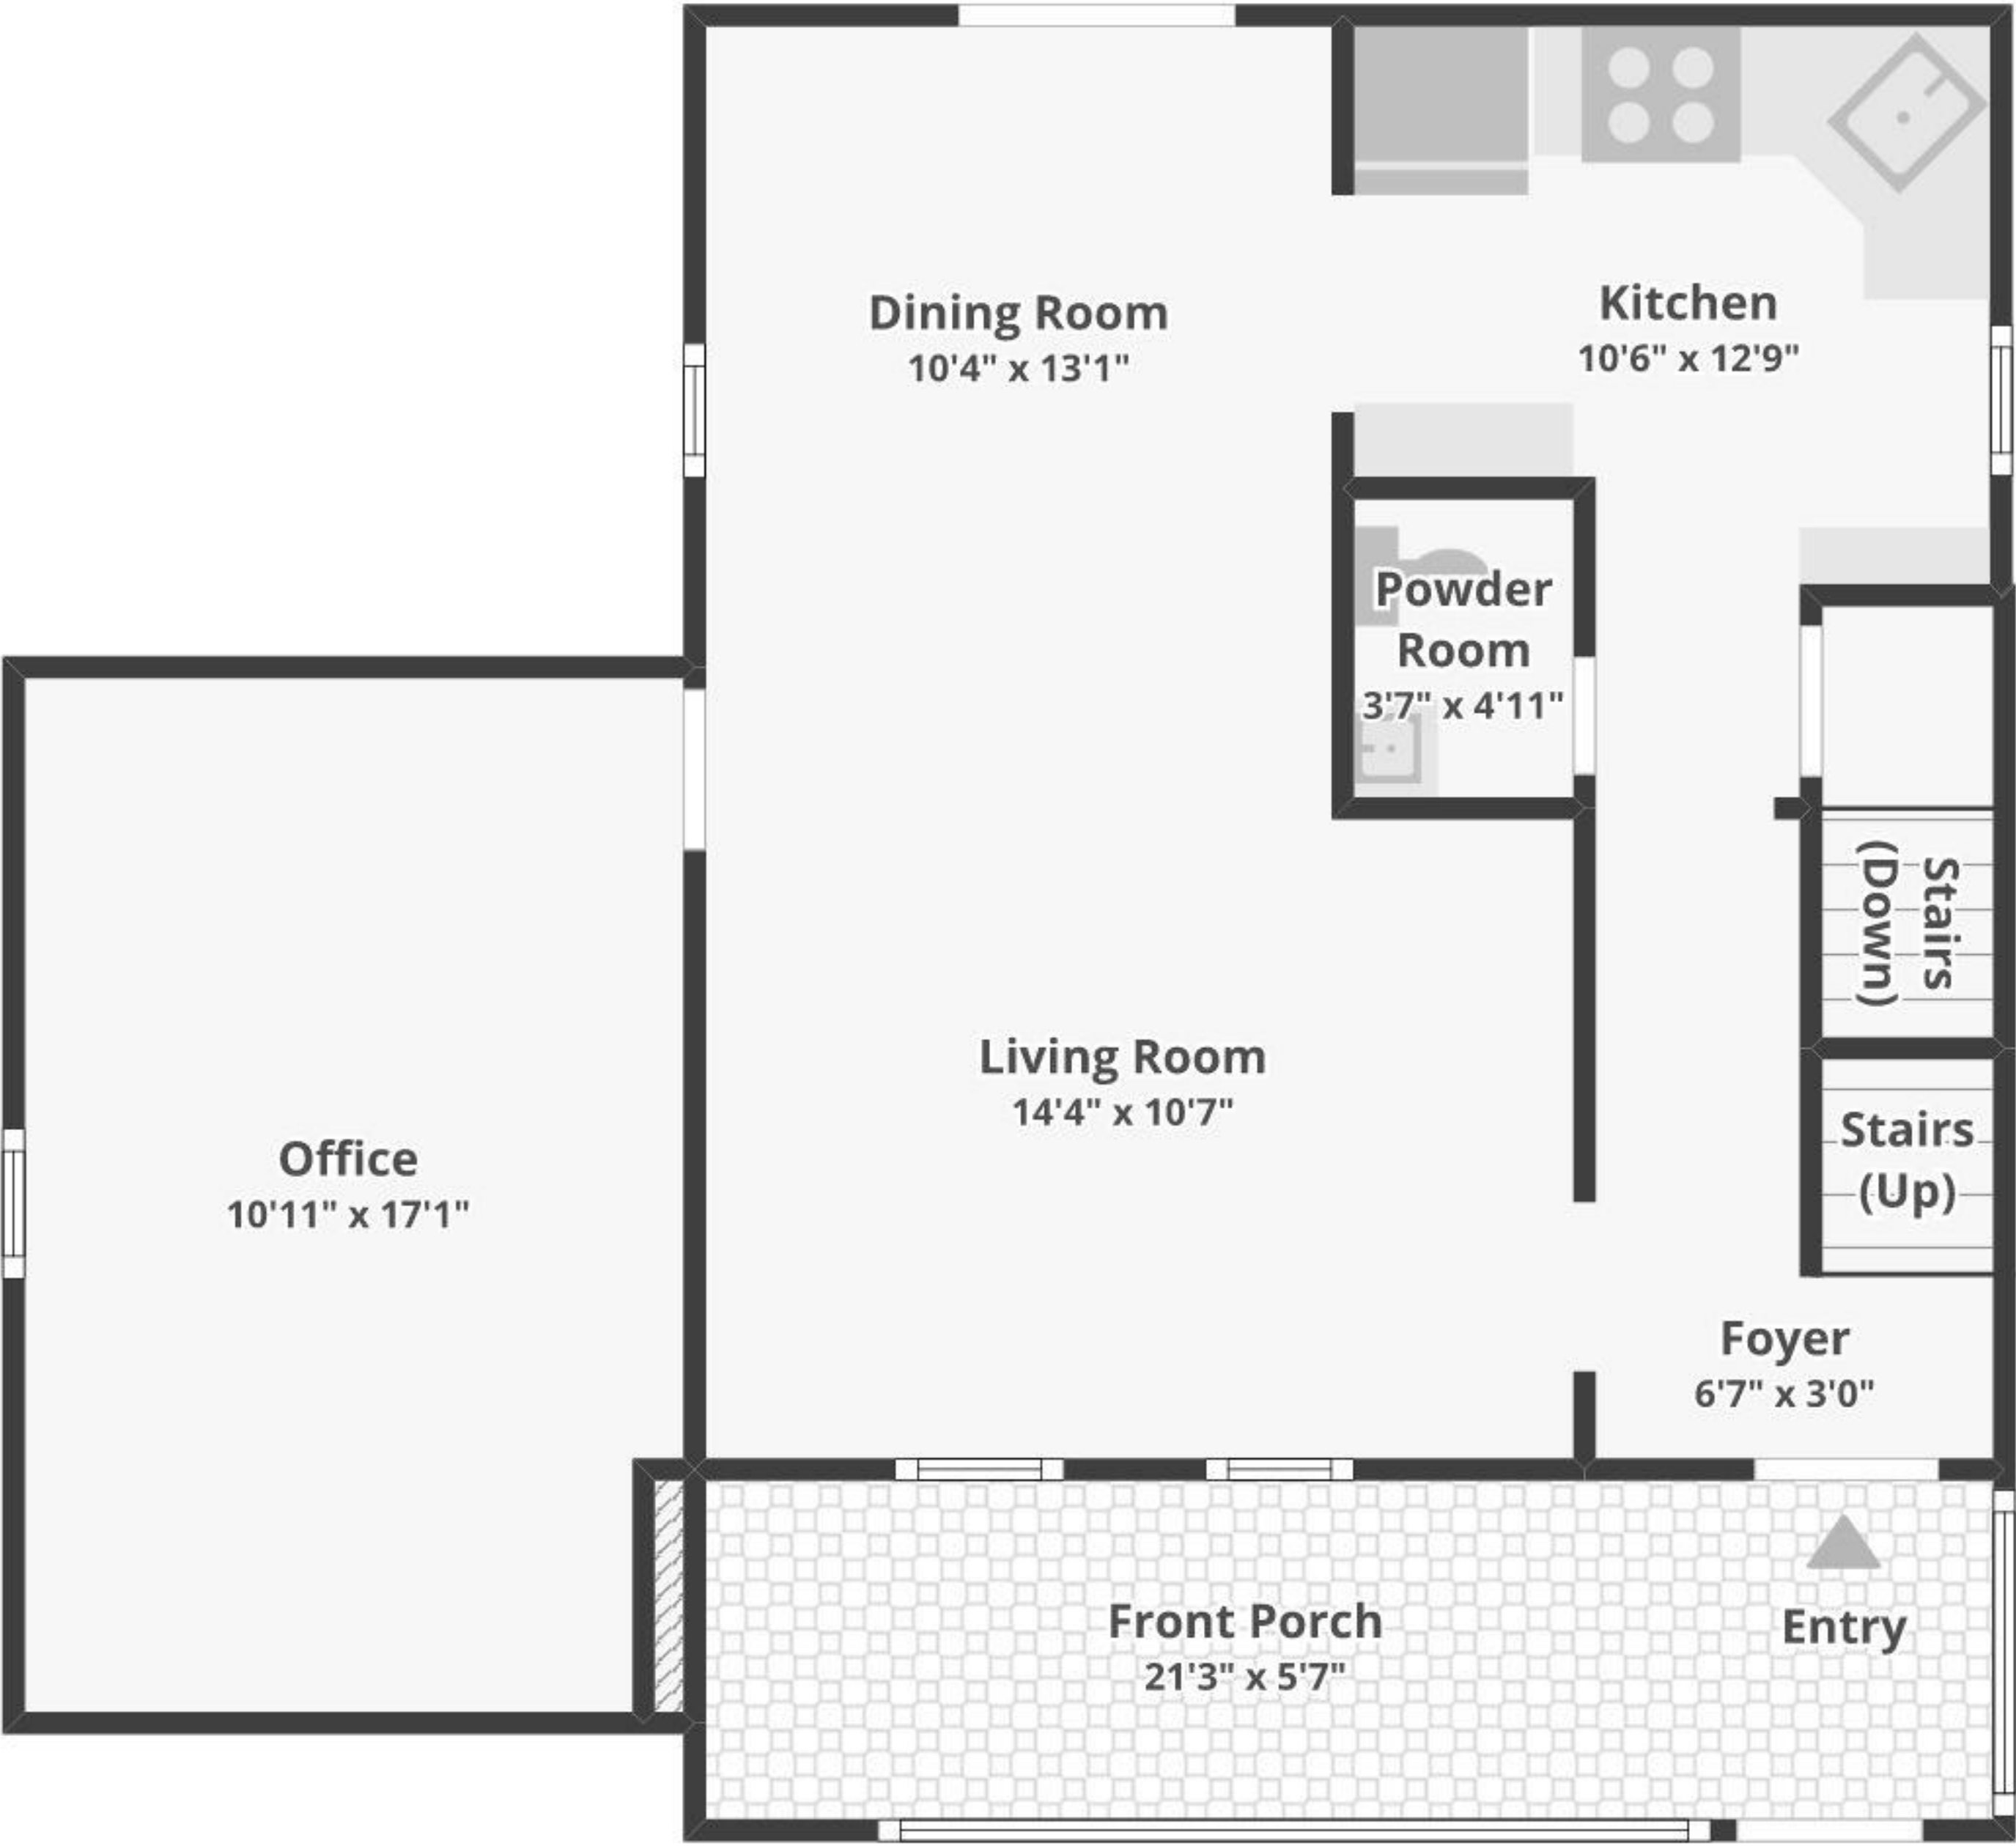 Dining Room
10'4" x 13'1"
Kitchen
10'6" x 12'9"
Powder
Room
3'7" x 4'11"
Stairs
(Down)
Living Room
14'4" x 10'7"
Stairs
(Up)
Office
10'11" x 17'1"
Foyer
6'7" x 3'0"
Front Porch
21'3" x 5'7"
Entry